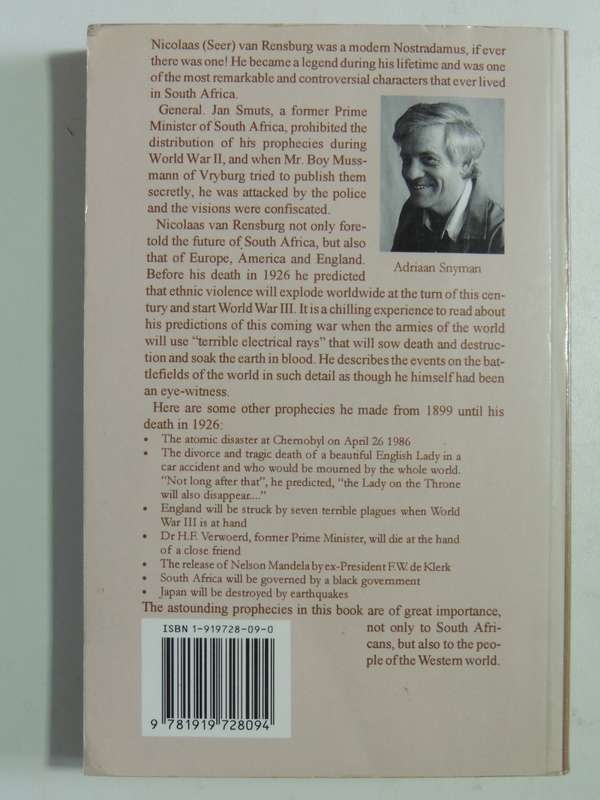 Nicolaas (Seer) van Rensburg was a modern Nostradamus, if ever
there was one! He became a legend during his lifetime and was one
of the most remarkable and controversial characters that ever lived
in South Africa.
General. Jan Smuts, a former Prime
Minister of South Africa, prohibited the
distribution of his prophecies during
World War II, and when Mr. Boy Muss-
mann of Vryburg tried to publish them
secretly, he was attacked by the police
and the visions were confiscated.
Nicolaas van Rensburg not only fore-
told the future of South Africa, but also
that of Europe, America and England.
Before his death in 1926 he predicted
Adriaan Snyman
that ethnic violence will explode worldwide at the turn of this cen-
tury and start World War III. It is a chilling experience to read about
his predictions of this coming war when the armies of the world
will use "terrible electrical rays" that will sow death and destruc-
tion and soak the earth in blood. He describes the events on the bat-
tlefields of the world in such detail as though he himself had been
an eye-witness.
Here are some other prophecies he made from 1899 until his
death in 1926:
• The atomic disaster at Chernobyl on April 26 1986
• The divorce and tragic death of a beautiful English Lady in a
car accident and who would be mourned by the whole world.
"Not long after that", he predicted, "the Lady on the Throne
will also disappear...."
• England will be struck by seven terrible plagues when World
War III is at hand
• Dr H.F. Verwoerd, former Prime Minister, will die at the hand
of a close friend
• The release of Nelson Mandela by ex-President F.W. de Klerk
• South Africa will be governed by a black government
• Japan will be destroyed by earthquakes
The astounding prophecies in this book are of great importance,
not only to South Afri-
cans, but also to the peo-
ple of the Western world.
ISBN 1-919728-09-0
9 781919 728094